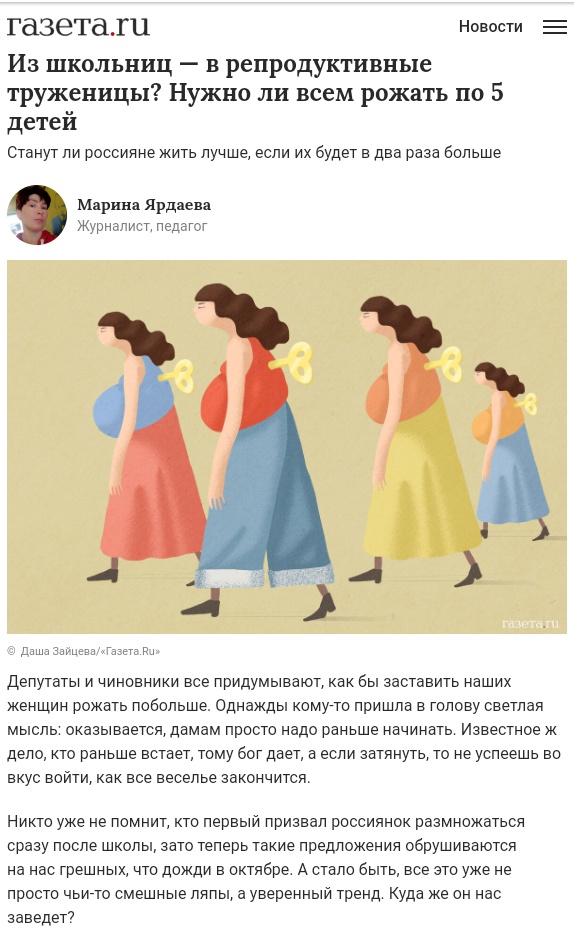 газета.ru
Новости
Из школьниц — в репродуктивные
труженицы? Нужно ли всем рожать по 5
детей
Станут ли россияне жить лучше, если их будет в два раза больше
Марина Ярдаева
Журналист, педагог
газета.ru
© Даша Зайцева/«Газета.Ru»
Депутаты и чиновники все придумывают, как бы заставить наших
женщин рожать побольше. Однажды кому-то пришла в голову светлая
мысль: оказывается, дамам просто надо раньше начинать. Известное ж
дело, кто раньше встает, тому бог дает, а если затянуть, то не успеешь во
вкус войти, как все веселье закончится.
Никто уже не помнит, кто первый призвал россиянок размножаться
сразу после школы, зато теперь такие предложения обрушиваются
на нас грешных, что дожди в октябре. А стало быть, все это уже не
просто чьи-то смешные ляпы, а уверенный тренд. Куда же он нас
заведет?